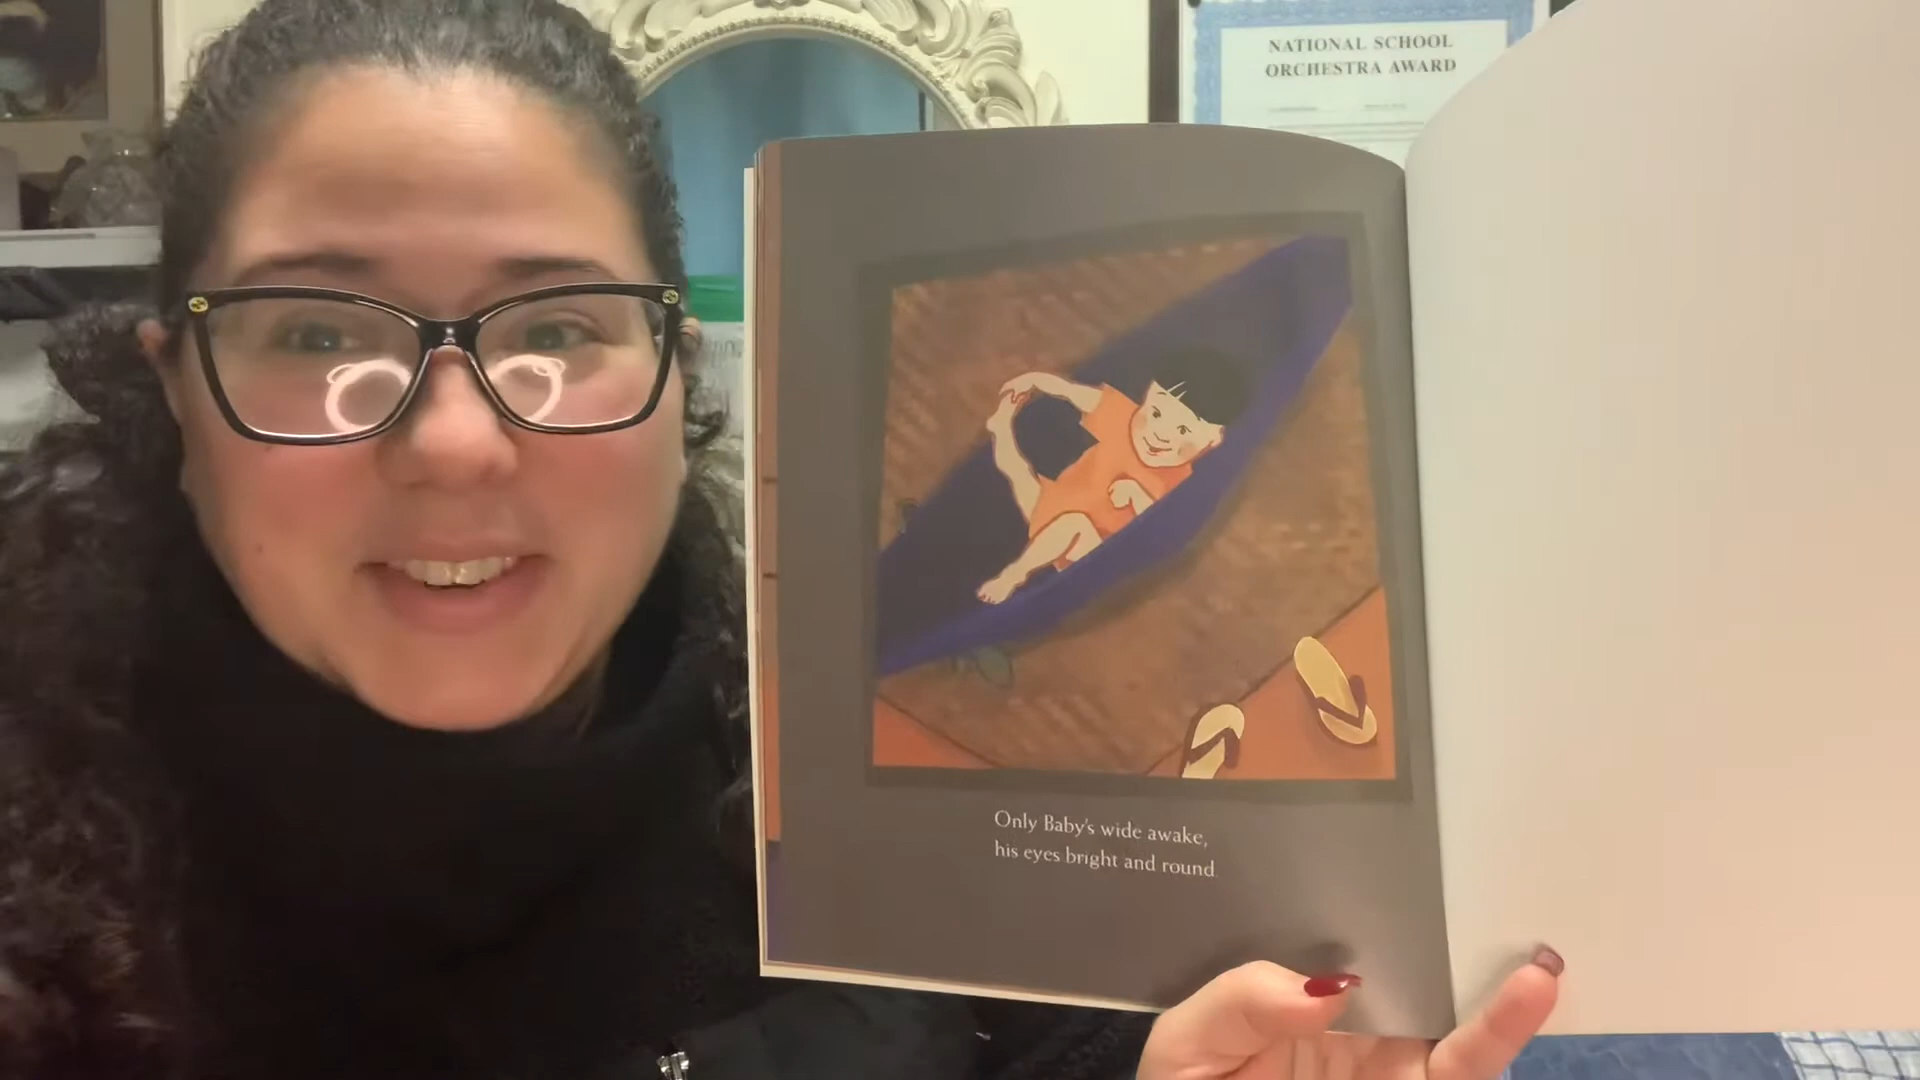 NATIONAL SCHOOL
ORCHESTRA AWARD
Only Baby's wide awake,
his eyes bright and round